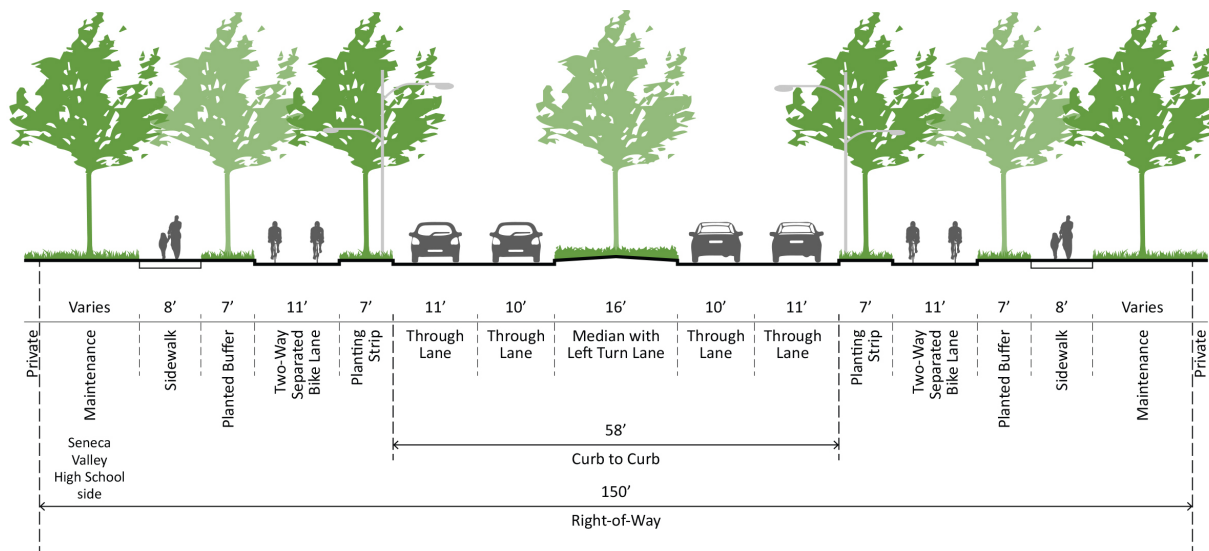 Varies
8’
7’
11’
7’
11’
10’
16’
10’
11’
7’
11’
7’
8’
Varies
Private
Maintenance
Sidewalk
Planted Buffer
Two-Way
Separated
Bike Lane
Planting
Strip
Through
Lane
Through
Lane
Median with
Left Turn Lane
Through
Lane
Through
Lane
Planting
Strip
Two-Way
Separated
Bike Lane
Planted Buffer
Sidewalk
Maintenance
Private
Seneca
Valley
High School
side
58’
Curb to Curb
150’
Right-of-Way